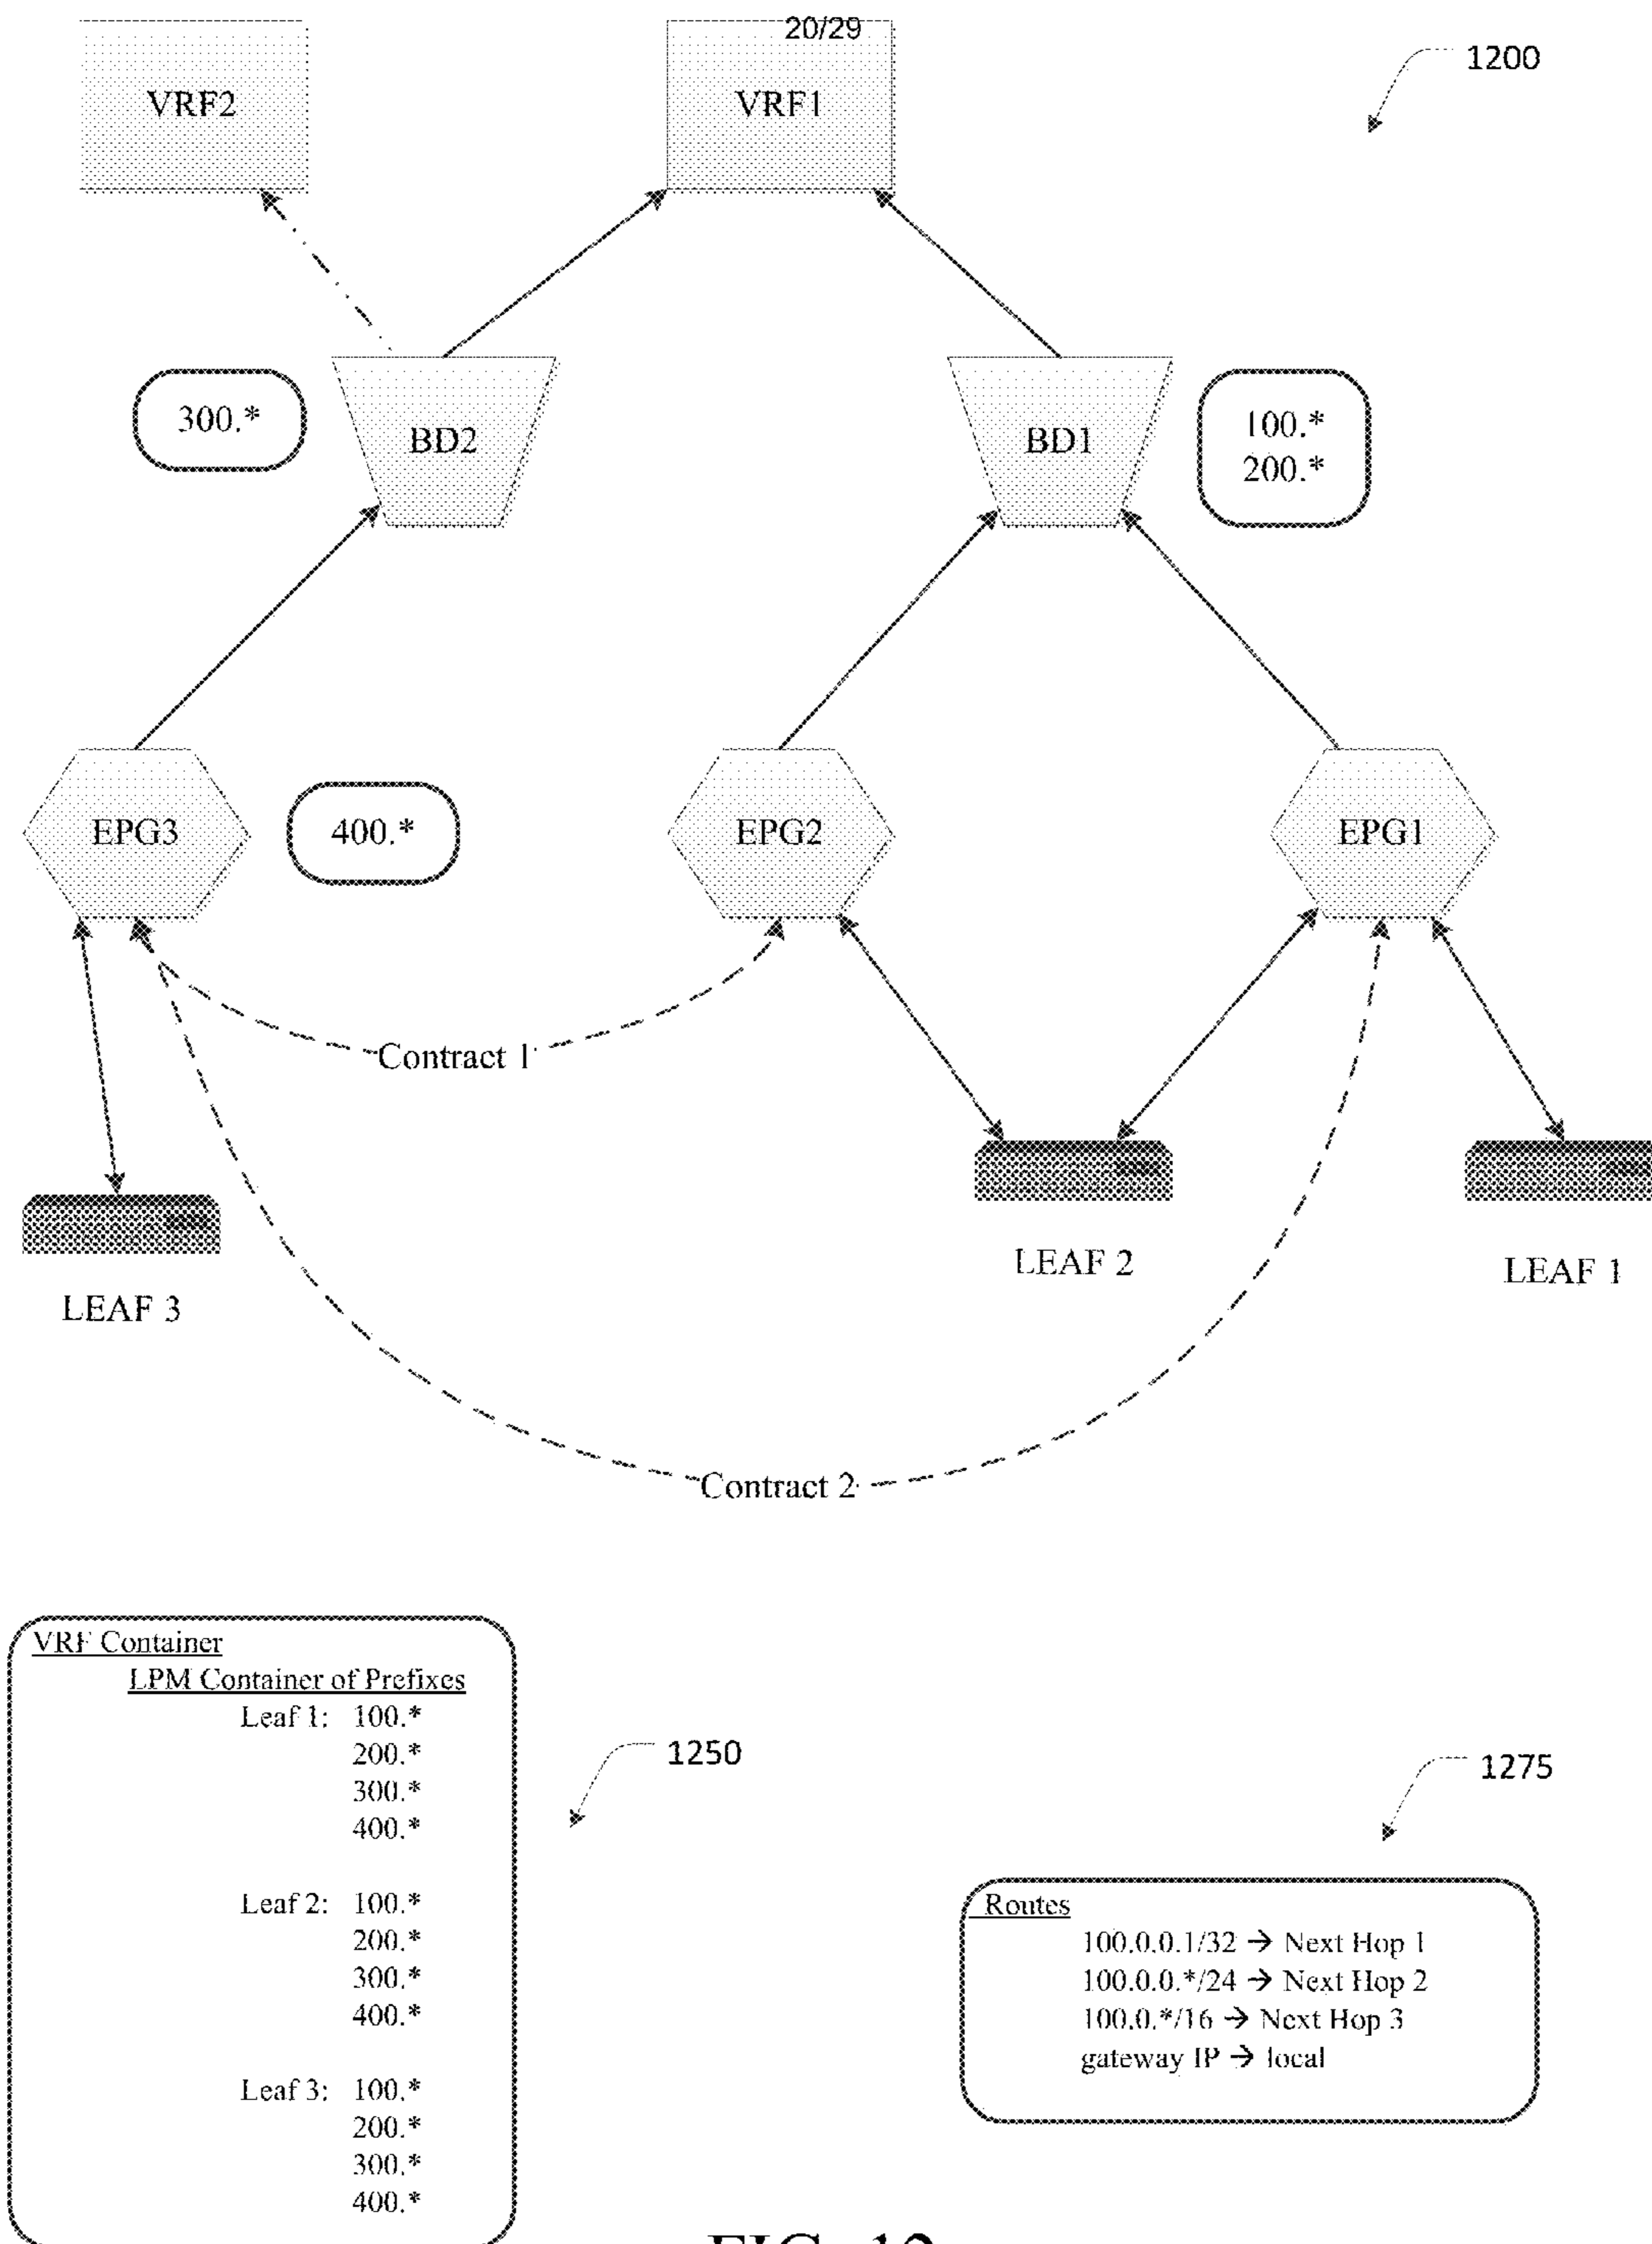 20/29
1200
VRF2
VRF1
300.*
BD2
BD1
100.*
200.*
EPG3
400.*
EPG2
EPG1
Contract 1
LEAF 3
LEAF 2
LEAF 1
Contract 2
VRF Container
LPM Container of Prefixes
Leaf 1: 100.*
200.*
300.*
400.*
Leaf 2: 100.*
200.*
300.*
400.*
Leaf 3: 100.*
200.*
300.*
400.*
1250
1275
Routes
100.0.0.1/32 → Next Hop 1
100.0.0.*/24 → Next Hop 2
100.0.*/16 → Next Hop 3
gateway IP → local
FIG. 12